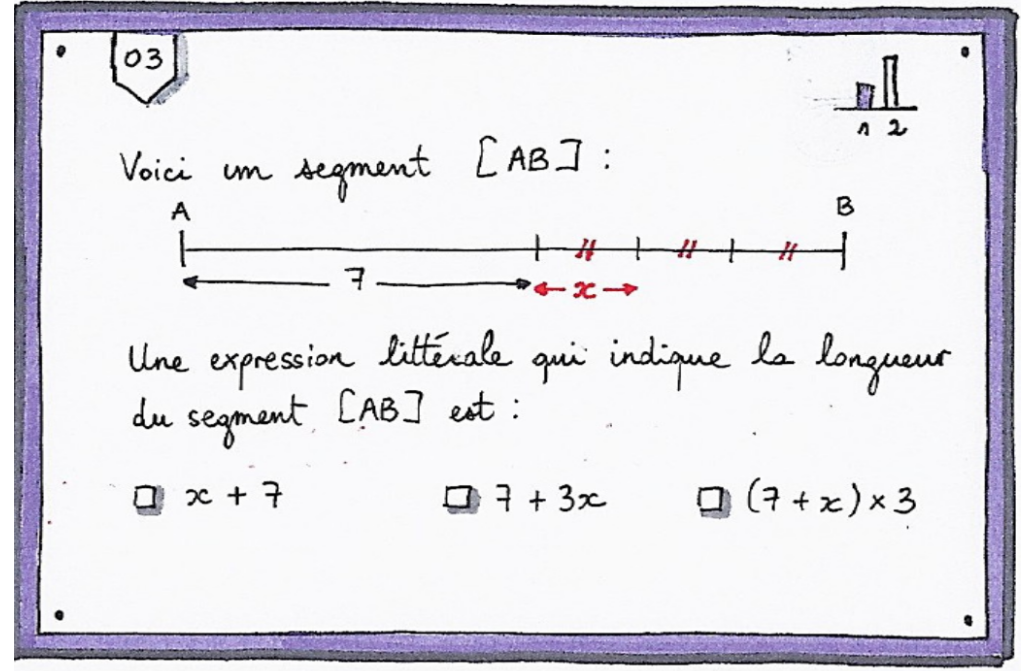 03
1 2
Voici un segment [AB] :
A B
7 x
Une expression littérale qui indique la longueur
du segment [AB] est :
□ x + 7 □ 7 + 3x □ (7 + x) × 3